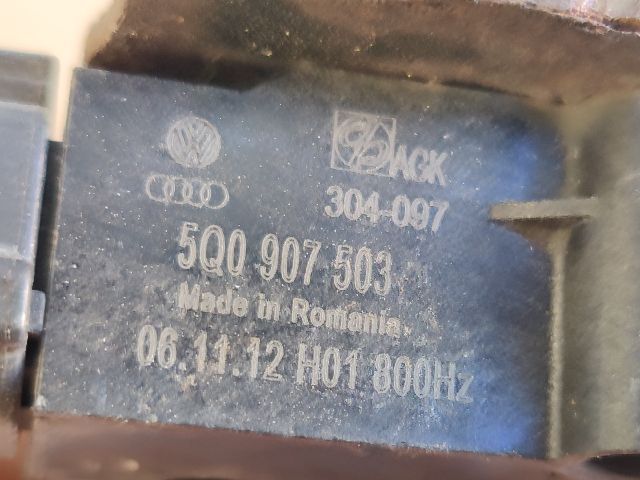 AGK
304-097
5Q0 907 503
Made in Romania
06.11.12 H01 800Hz